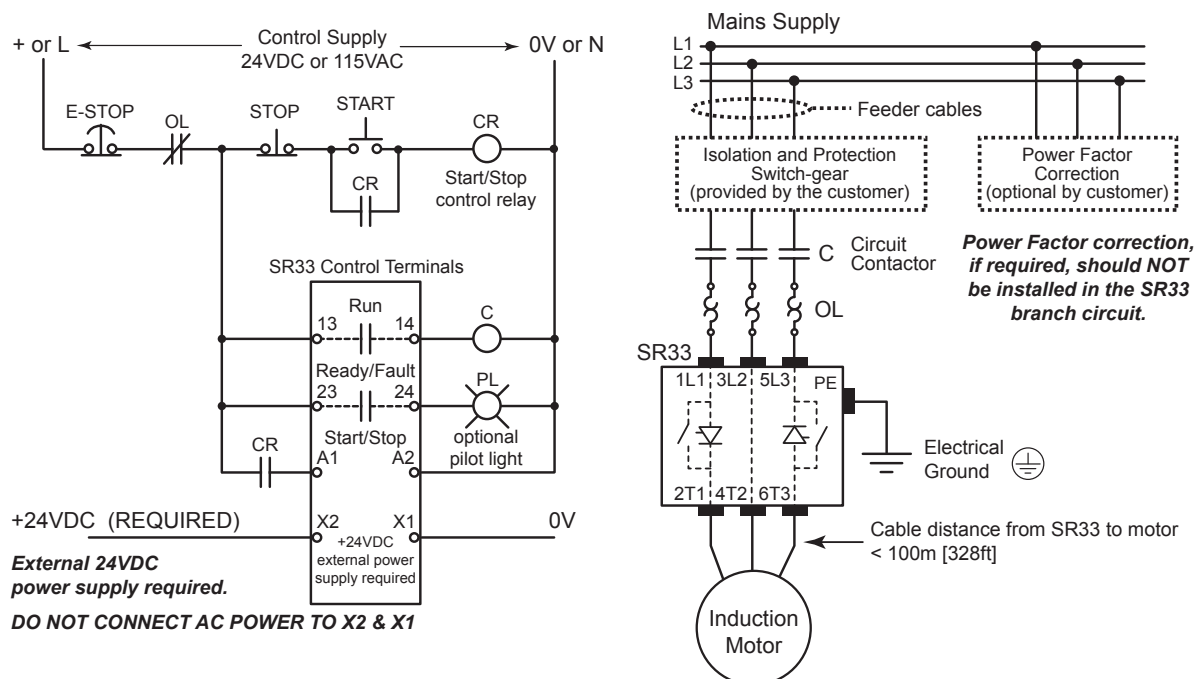 + or L
Control Supply
24VDC or 115VAC
0V or N
E-STOP
OL
STOP
START
CR
CR
Start/Stop
control relay
SR33 Control Terminals
Run
13
14
C
Ready/Fault
23
24
PL
optional
pilot light
CR
Start/Stop
A1
A2
+24VDC (REQUIRED)
X2
X1
0V
+24VDC
external power
supply required
External 24VDC
power supply required.
DO NOT CONNECT AC POWER TO X2 & X1
Mains Supply
L1
L2
L3
Feeder cables
Isolation and Protection
Switch-gear
(provided by the customer)
Power Factor
Correction
(optional by customer)
C
Circuit
Contactor
Power Factor correction,
if required, should NOT
be installed in the SR33
branch circuit.
OL
SR33
1L1 3L2 5L3
PE
Electrical
Ground
2T1 4T2 6T3
Cable distance from SR33 to motor
< 100m [328ft]
Induction
Motor